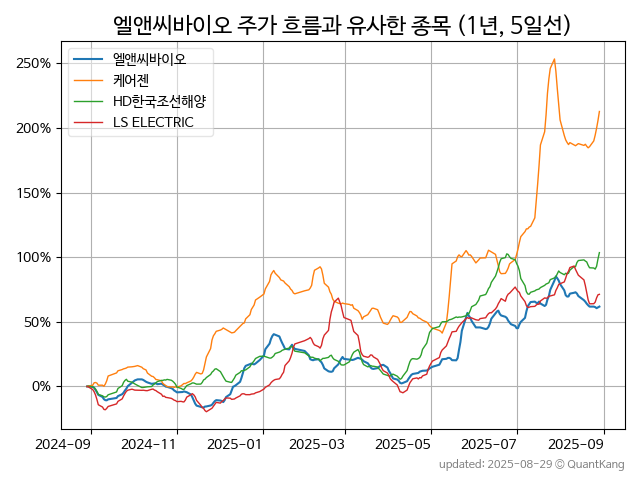 엘앤씨바이오 주가 흐름과 유사한 종목 (1년, 5일선)
엘앤씨바이오
케어젠
HD한국조선해양
LS ELECTRIC
250%
200%
150%
100%
50%
0%
2024-09 2024-11 2025-01 2025-03 2025-05 2025-07 2025-09
updated: 2025-08-29 © QuantKang